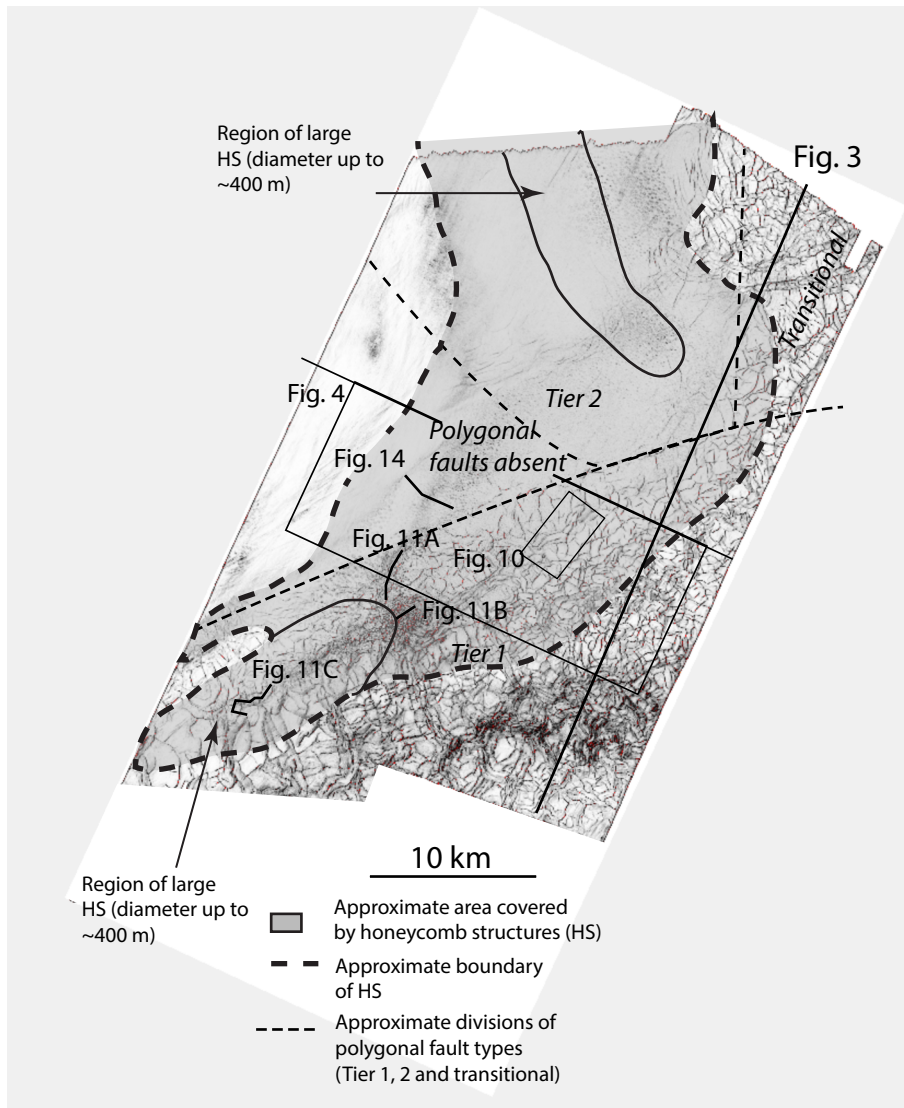 Region of large
HS (diameter up to
~400 m)
Fig. 3
Transitional
Fig. 4
Tier 2
Polygonal
faults absent
Fig. 14
Fig. 11A
Fig. 10
Fig. 11B
Tier 1
Fig. 11C
10 km
Region of large
HS (diameter up to
~400 m)
Approximate area covered
by honeycomb structures (HS)
Approximate boundary
of HS
Approximate divisions of
polygonal fault types
(Tier 1, 2 and transitional)